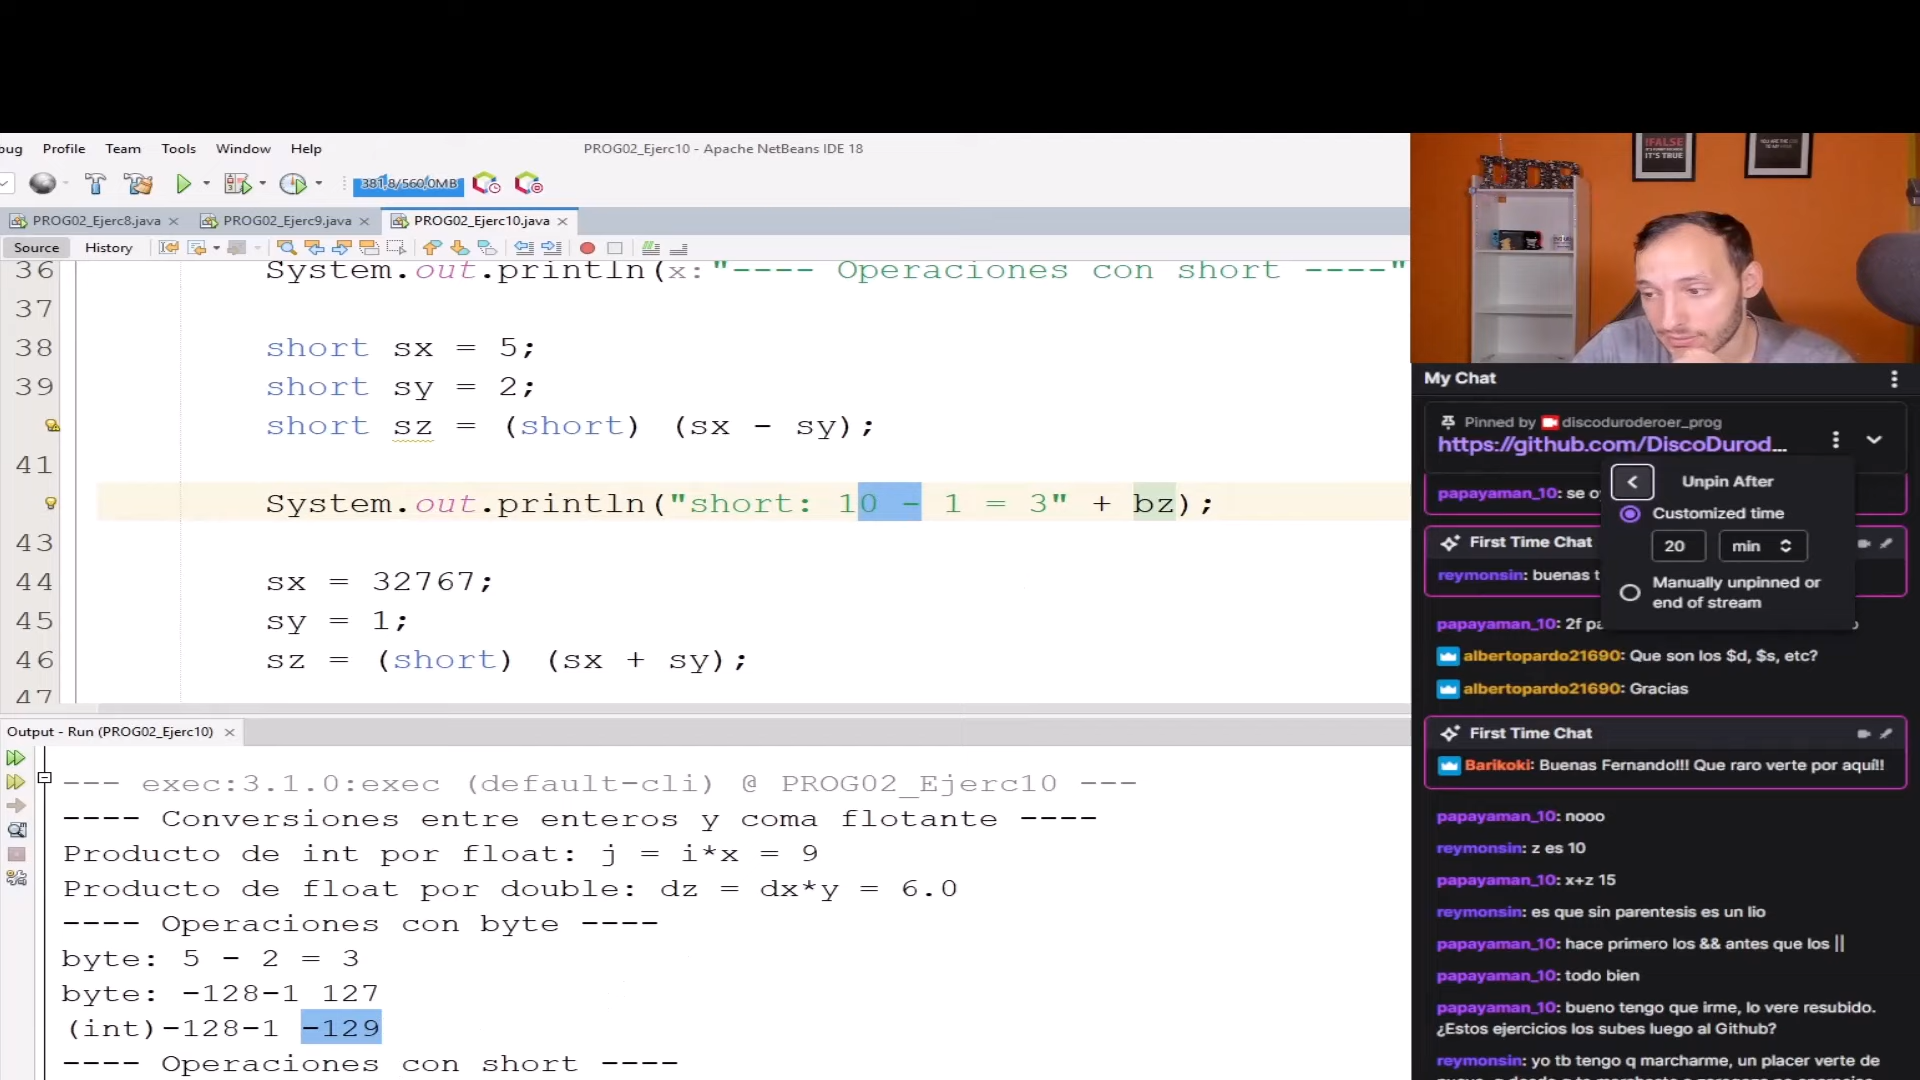 bug Profile Team Tools Window Help
PROG02_Ejerc10 - Apache NetBeans IDE 18
381,8/560,0MB
PROG02_Ejerc8.java
PROG02_Ejerc9.java
PROG02_Ejerc10.java
Source History
36 System.out.println(x:"---- Operaciones con short ----"
37
38 short sx = 5;
39 short sy = 2;
short sz = (short) (sx - sy);
41
System.out.println("short: 10 - 1 = 3" + bz);
43
44 sx = 32767;
45 sy = 1;
46 sz = (short) (sx + sy);
47
Output - Run (PROG02_Ejerc10)
--- exec:3.1.0:exec (default-cli) @ PROG02_Ejerc10 ---
---- Conversiones entre enteros y coma flotante ----
Producto de int por float: j = i*x = 9
Producto de float por double: dz = dx*y = 6.0
---- Operaciones con byte ----
byte: 5 - 2 = 3
byte: -128-1 127
(int)-128-1 -129
---- Operaciones con short ----
!FALSE
IT'S TRUE
My Chat
Pinned by discoduroderoer_prog
https://github.com/DiscoDurod...
Unpin After
Customized time
20 min
Manually unpinned or
end of stream
papayaman_10: se
First Time Chat
reymonsin: buenas
papayaman_10: 2f
albertopardo21690: Que son los $d, $s, etc?
albertopardo21690: Gracias
First Time Chat
Barikoki: Buenas Fernando!!! Que raro verte por aquí!!
papayaman_10: nooo
reymonsin: z es 10
papayaman_10: x+z 15
reymonsin: es que sin parentesis es un lio
papayaman_10: hace primero los && antes que los ||
papayaman_10: todo bien
papayaman_10: bueno tengo que irme, lo vere resubido.
¿Estos ejercicios los subes luego al Github?
reymonsin: yo tb tengo q marcharme, un placer verte de